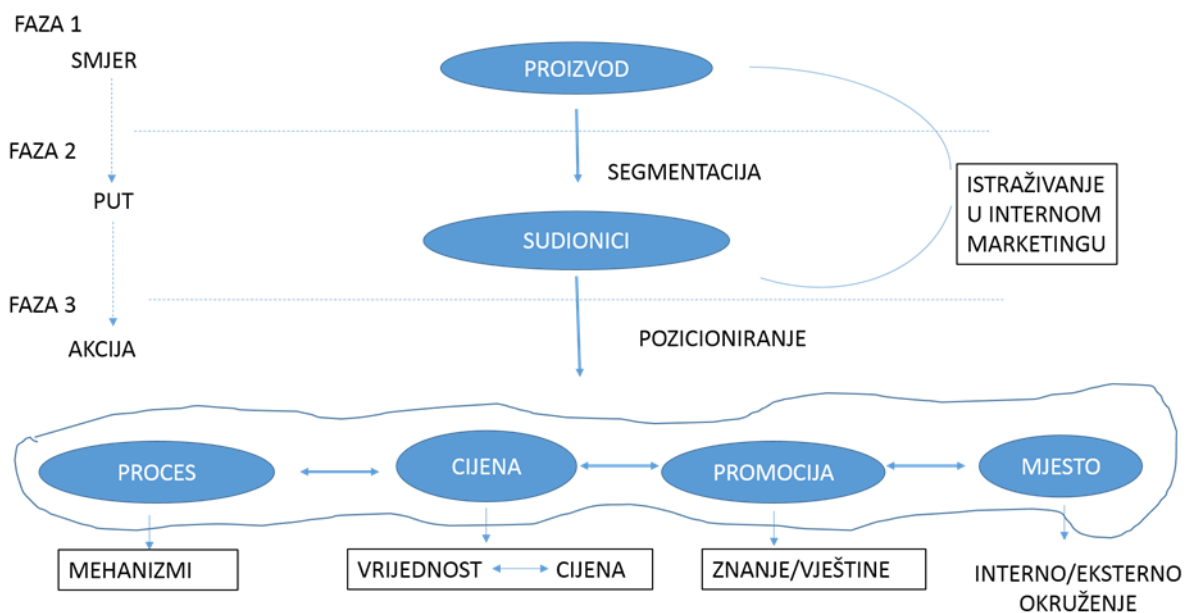 FAZA 1
SMJER
PROIZVOD
FAZA 2
SEGMENTACIJA
PUT
ISTRAŽIVANJE
U INTERNOM
MARKETINGU
SUDIONICI
FAZA 3
POZICIONIRANJE
AKCIJA
PROCES
CIJENA
PROMOCIJA
MJESTO
MEHANIZMI
VRIJEDNOST CIJENA
ZNANJE/VJEŠTINE
INTERNO/EKSTERNO
OKRUŽENJE